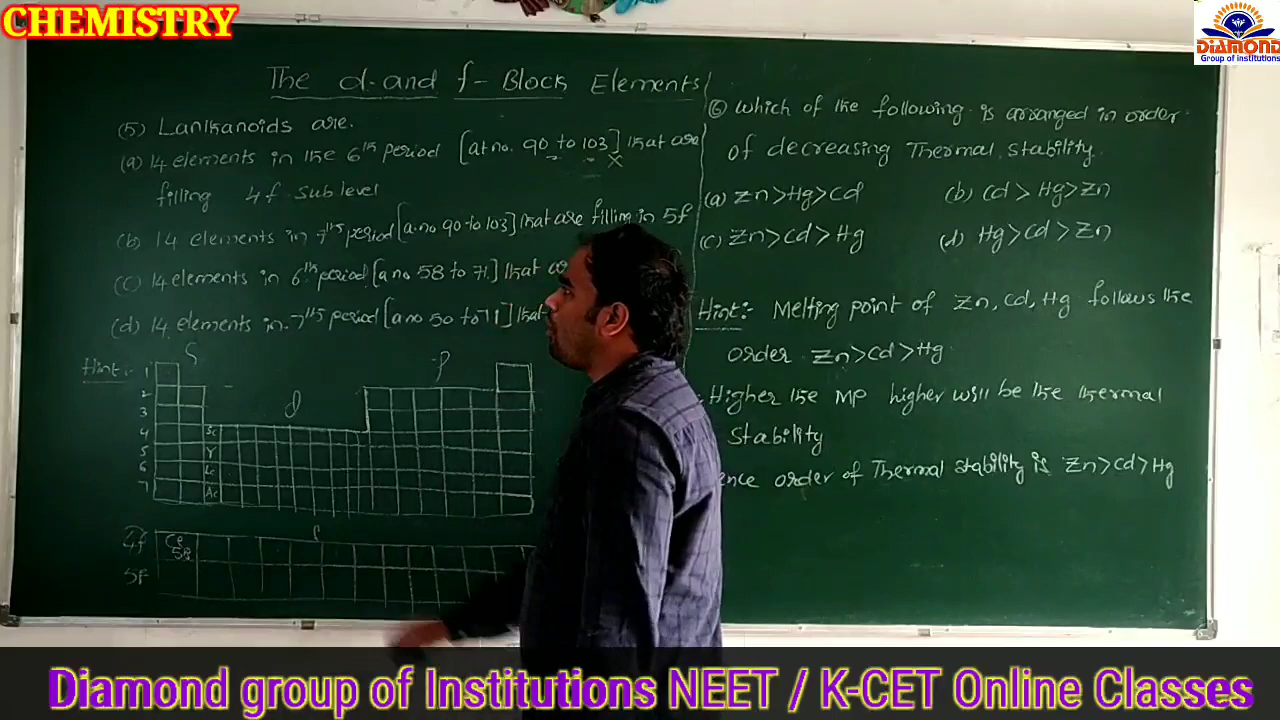 CHEMISTRY
DIAMOND
Group of institutions
The d-and f-Block Elements
(5) Lanthanoids are.
(a) 14 elements in the 6th period [at no. 90 to 103] that are
filling 4f sub level
(b) 14 elements in 7th period [a.no 90 to 103] that are filling in 5f
(c) 14 elements in 6th period [a no 58 to 71] that
(d) 14 elements in 7th period [a no 50 to 71] that
Hint:-
S
P
d
1
2
3
4 Sc
5 Y
6 La
7 Ac
f
4f Ce
58
5f
⑥ which of the following is arranged in order
of decreasing Thermal stability
(a) Zn>Hg>Cd (b) Cd > Hg>Zn
(c) Zn>Cd> Hg (d) Hg>Cd> Zn
Hint:- Melting point of Zn, Cd, Hg follows the
order Zn>Cd>Hg.
Higher the MP higher will be the thermal
stability
ence order of Thermal stability is Zn>Cd>Hg
Diamond group of Institutions NEET / K-CET Online Classes